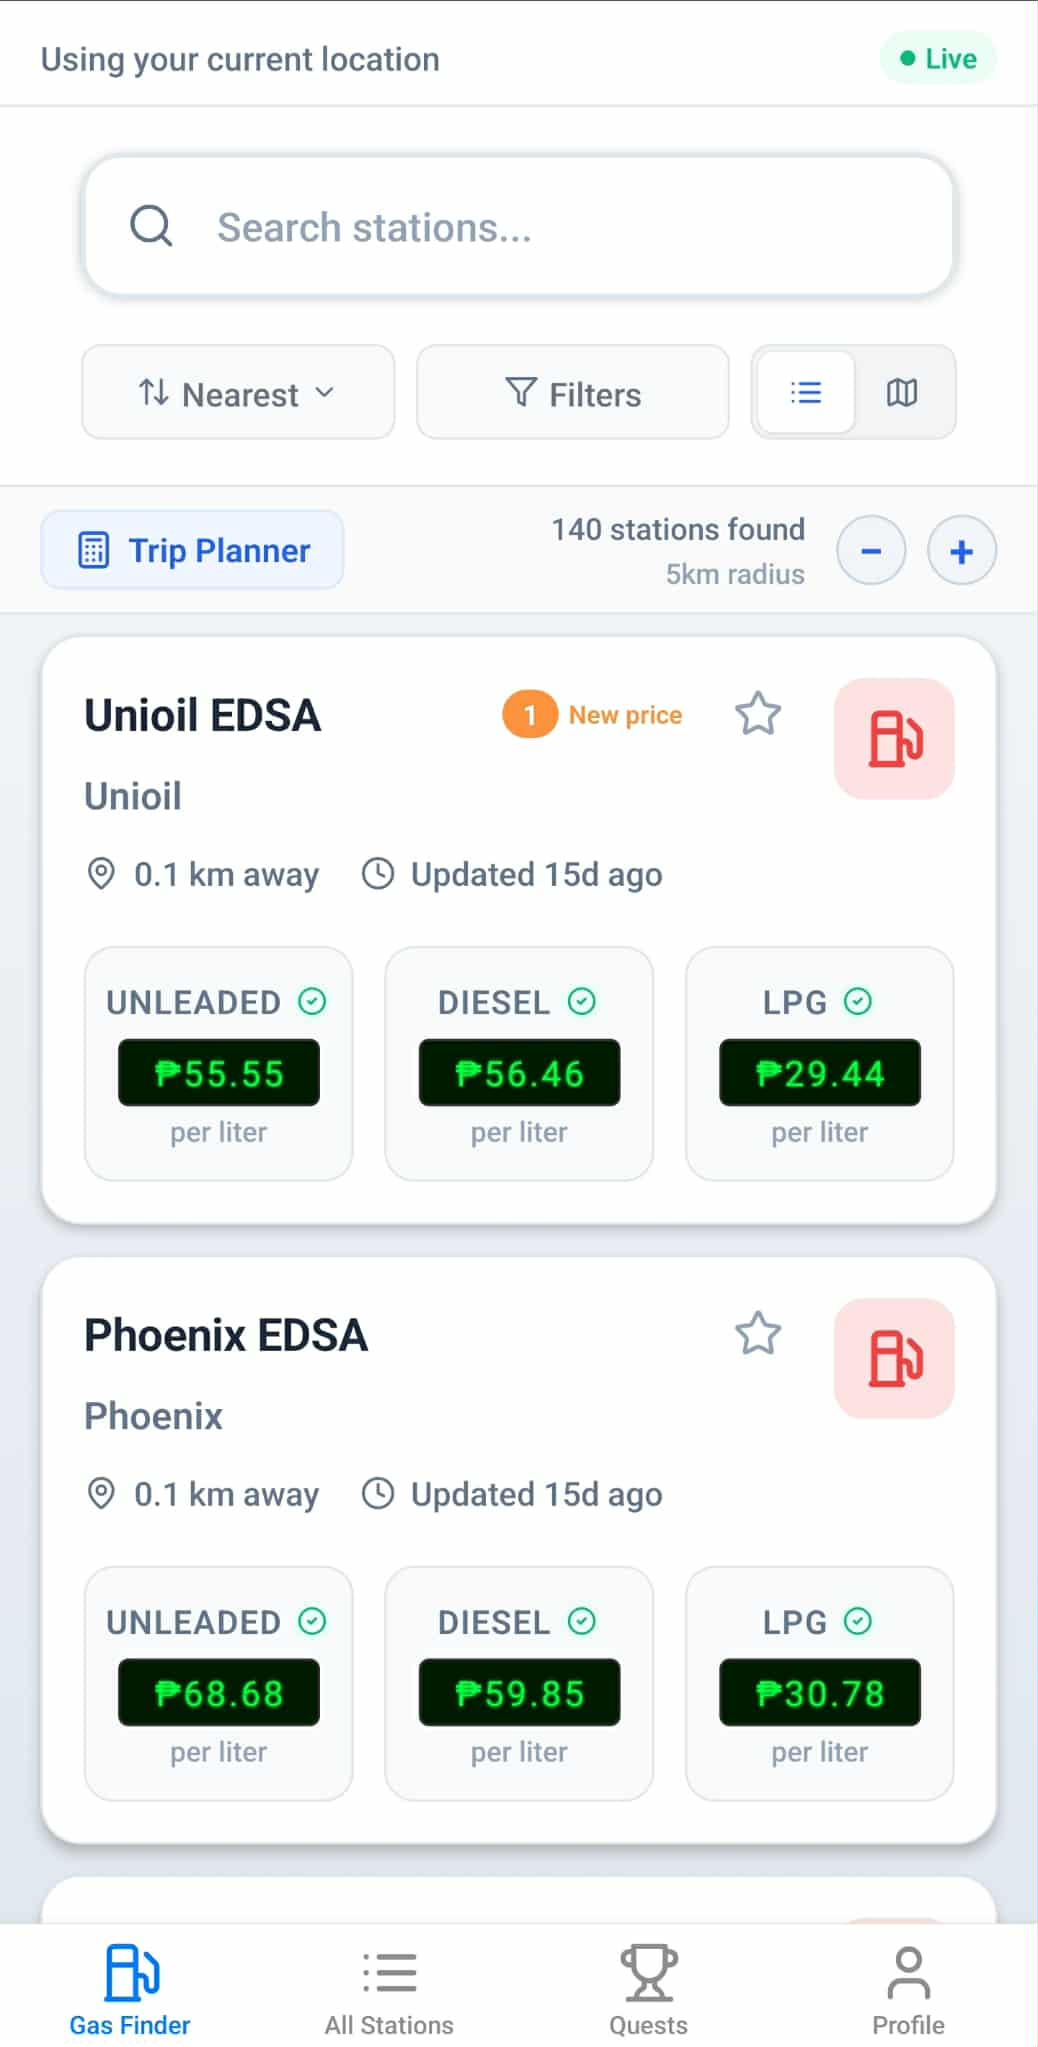 Using your current location
Live
Search stations...
Nearest
Filters
Trip Planner
140 stations found
5km radius
−
+
Unioil EDSA
1 New price
Unioil
0.1 km away
Updated 15d ago
UNLEADED
DIESEL
LPG
₱55.55
₱56.46
₱29.44
per liter
per liter
per liter
Phoenix EDSA
Phoenix
0.1 km away
Updated 15d ago
UNLEADED
DIESEL
LPG
₱68.68
₱59.85
₱30.78
per liter
per liter
per liter
Gas Finder
All Stations
Quests
Profile